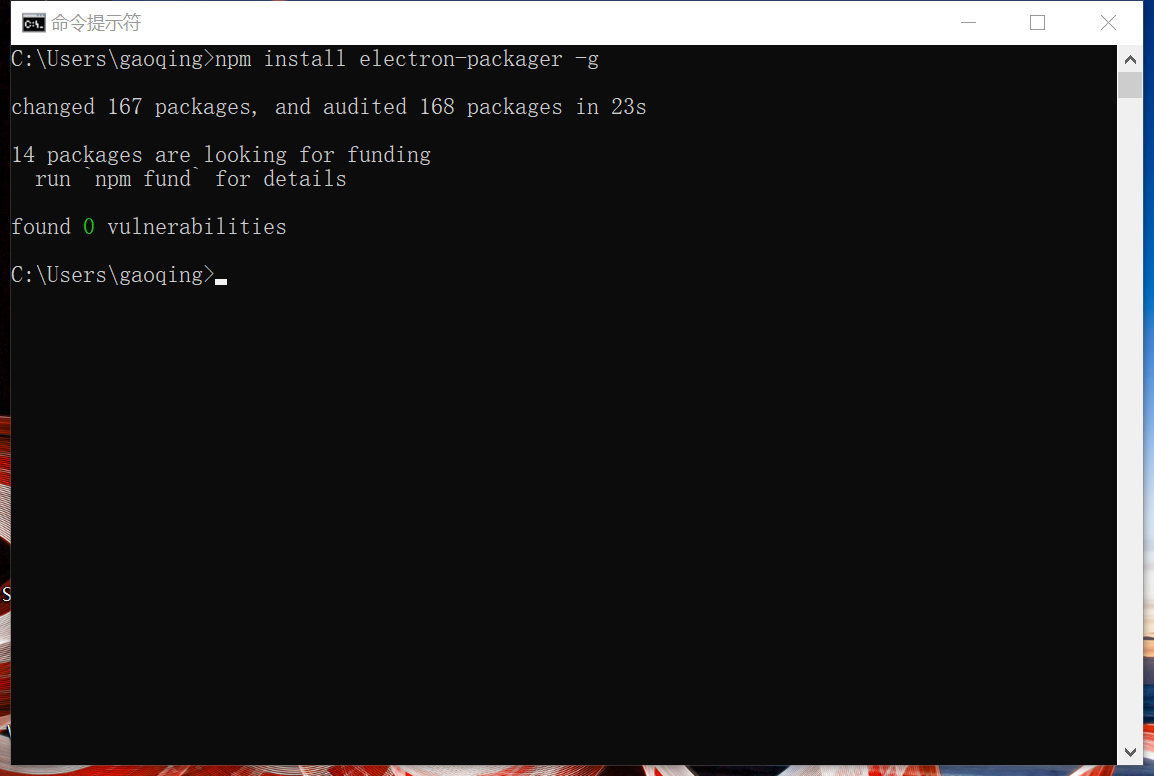 命令提示符
C:\Users\gaoqing>npm install electron-packager -g
changed 167 packages, and audited 168 packages in 23s
14 packages are looking for funding
run `npm fund` for details
found 0 vulnerabilities
C:\Users\gaoqing>
S